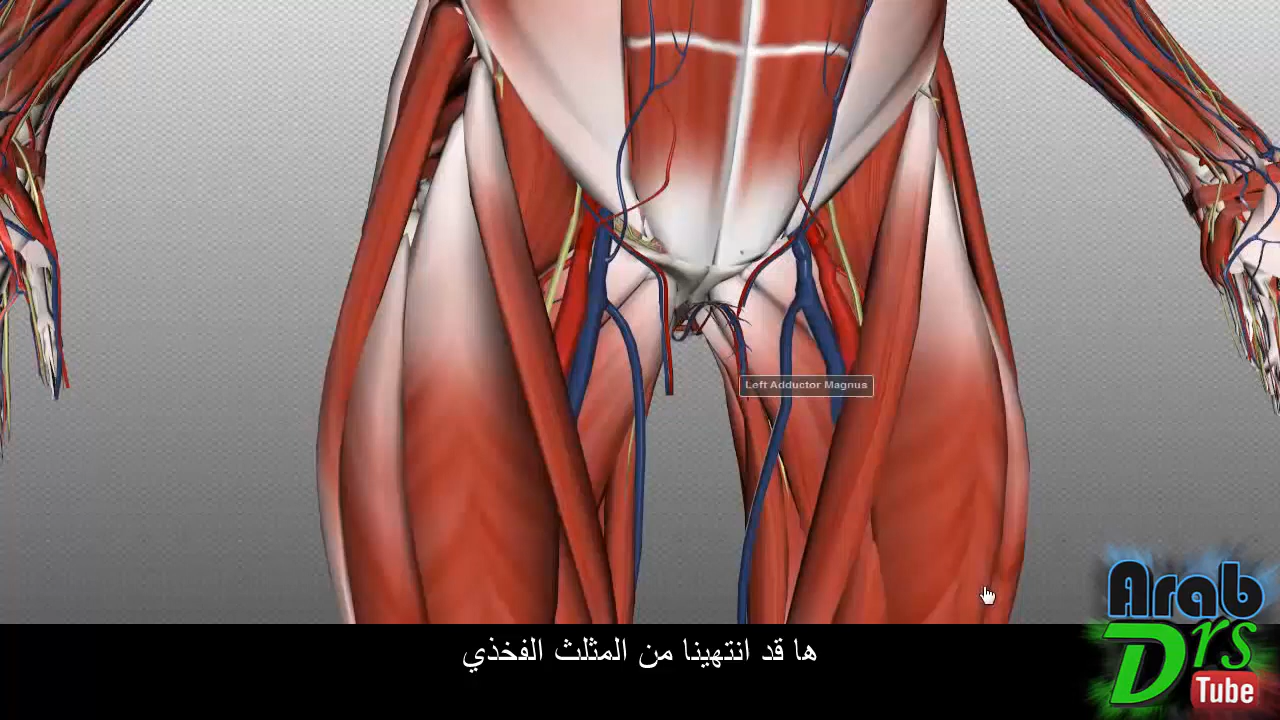 Left Adductor Magnus
Arab
Drs
Tube
ها قد انتهينا من المثلث الفخذي